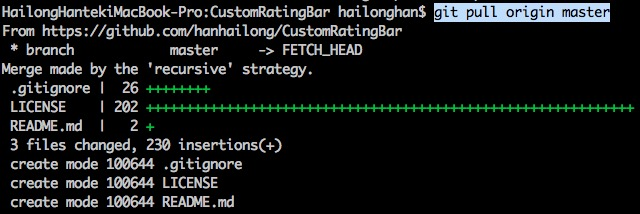 HailongHantekiMacBook-Pro:CustomRatingBar hailonghan$ git pull origin master
From https://github.com/hanhailong/CustomRatingBar
 * branch            master     -> FETCH_HEAD
Merge made by the 'recursive' strategy.
 .gitignore |  26 ++++++++
 LICENSE    | 202 +++++++++++++++++++++++++++++++++++++++++++++++++++++++++++++
 README.md  |   2 +
 3 files changed, 230 insertions(+)
 create mode 100644 .gitignore
 create mode 100644 LICENSE
 create mode 100644 README.md